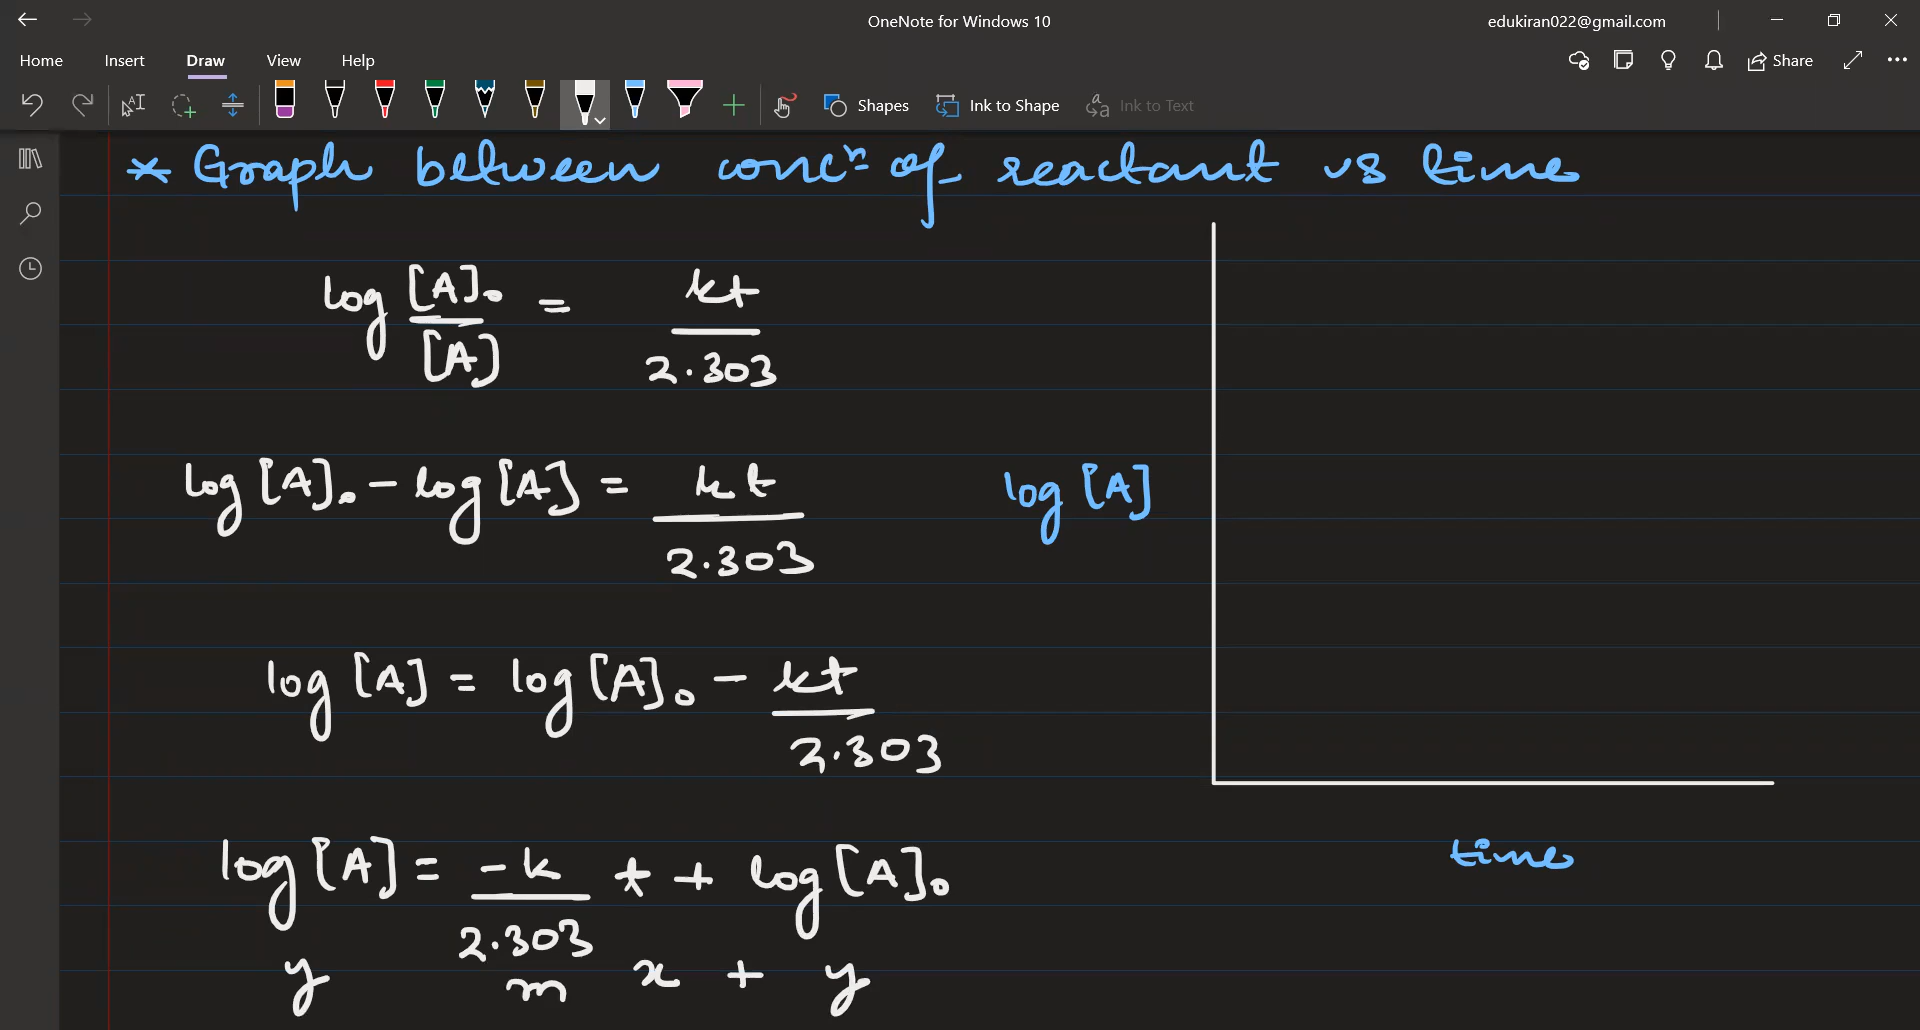 OneNote for Windows 10
edukiran022@gmail.com
Home Insert Draw View Help
Share
Shapes Ink to Shape Ink to Text
* Graph between concⁿ of reactant vs time
log [A]₀/[A] = kt/2.303
log [A]₀ - log [A] = kt/2.303
log [A]
log [A] = log [A]₀ - kt/2.303
time
log [A] = -k/2.303 t + log [A]₀
y m x + y